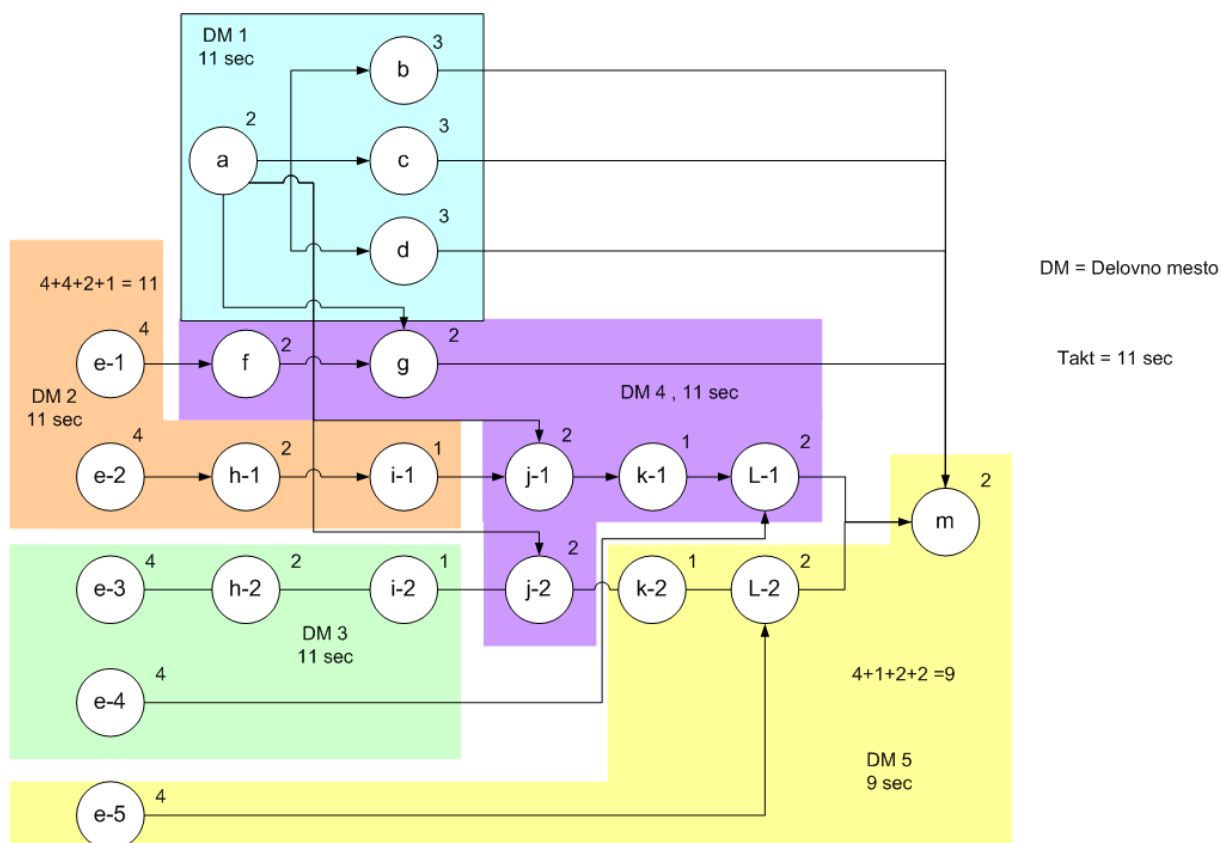 DM 1
11 sec
b
3
a
2
c
3
d
3
DM = Delovno mesto
4+4+2+1 = 11
e-1
4
f
2
g
2
Takt = 11 sec
DM 2
11 sec
DM 4 , 11 sec
e-2
4
h-1
2
i-1
1
j-1
2
k-1
1
L-1
2
m
2
e-3
4
h-2
2
i-2
1
j-2
2
k-2
1
L-2
2
DM 3
11 sec
e-4
4
4+1+2+2 =9
DM 5
9 sec
e-5
4